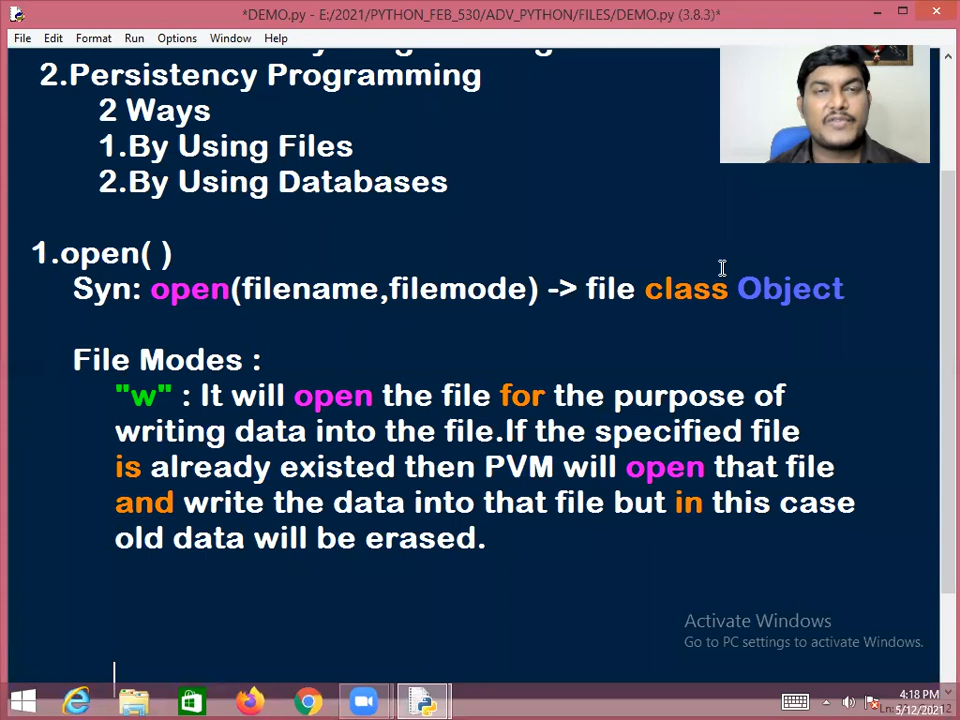 *DEMO.py - E:/2021/PYTHON_FEB_530/ADV_PYTHON/FILES/DEMO.py (3.8.3)*
File Edit Format Run Options Window Help
2.Persistency Programming
2 Ways
1.By Using Files
2.By Using Databases
1.open( )
Syn: open(filename,filemode) -> file class Object
File Modes :
"w" : It will open the file for the purpose of
writing data into the file.If the specified file
is already existed then PVM will open that file
and write the data into that file but in this case
old data will be erased.
Activate Windows
Go to PC settings to activate Windows.
4:18 PM
5/12/2021